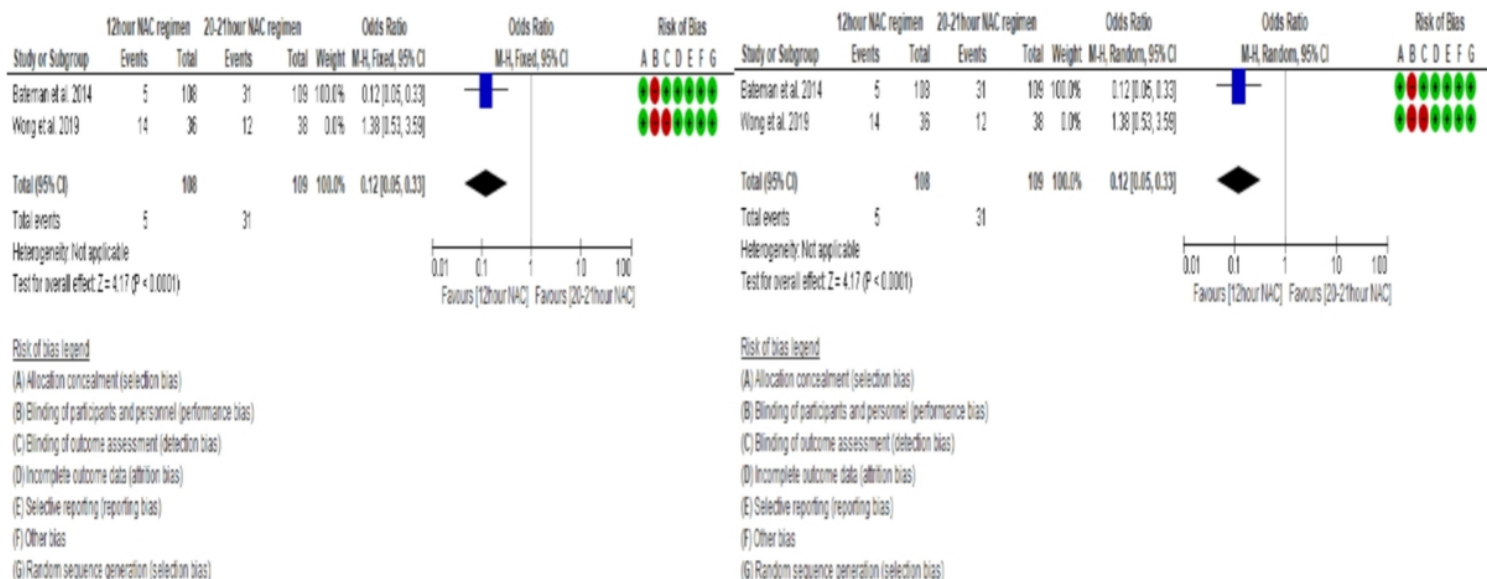 12hour NAC regimen 20-21hour NAC regimen Odds Ratio Odds Ratio Risk of Bias
Study or Subgroup Events Total Events Total Weight M-H, Fixed, 95% CI M-H, Fixed, 95% CI A B C D E F G
Bateman et al. 2014 5 108 31 109 100.0% 0.12 [0.05, 0.33]
Wong et al. 2019 14 36 12 38 0.0% 1.38 [0.53, 3.59]
Total (95% CI) 108 109 100.0% 0.12 [0.05, 0.33]
Total events 5 31
Heterogeneity: Not applicable
Test for overall effect: Z = 4.17 (P < 0.0001)
0.01 0.1 1 10 100
Favours [12hour NAC] Favours [20-21hour NAC]
Risk of bias legend
(A) Allocation concealment (selection bias)
(B) Blinding of participants and personnel (performance bias)
(C) Blinding of outcome assessment (detection bias)
(D) Incomplete outcome data (attrition bias)
(E) Selective reporting (reporting bias)
(F) Other bias
(G) Random sequence generation (selection bias)
12hour NAC regimen 20-21hour NAC regimen Odds Ratio Odds Ratio Risk of Bias
Study or Subgroup Events Total Events Total Weight M-H, Random, 95% CI M-H, Random, 95% CI A B C D E F G
Bateman et al. 2014 5 108 31 109 100.0% 0.12 [0.05, 0.33]
Wong et al. 2019 14 36 12 38 0.0% 1.38 [0.53, 3.59]
Total (95% CI) 108 109 100.0% 0.12 [0.05, 0.33]
Total events 5 31
Heterogeneity: Not applicable
Test for overall effect: Z = 4.17 (P < 0.0001)
0.01 0.1 1 10 100
Favours [12hour NAC] Favours [20-21hour NAC]
Risk of bias legend
(A) Allocation concealment (selection bias)
(B) Blinding of participants and personnel (performance bias)
(C) Blinding of outcome assessment (detection bias)
(D) Incomplete outcome data (attrition bias)
(E) Selective reporting (reporting bias)
(F) Other bias
(G) Random sequence generation (selection bias)